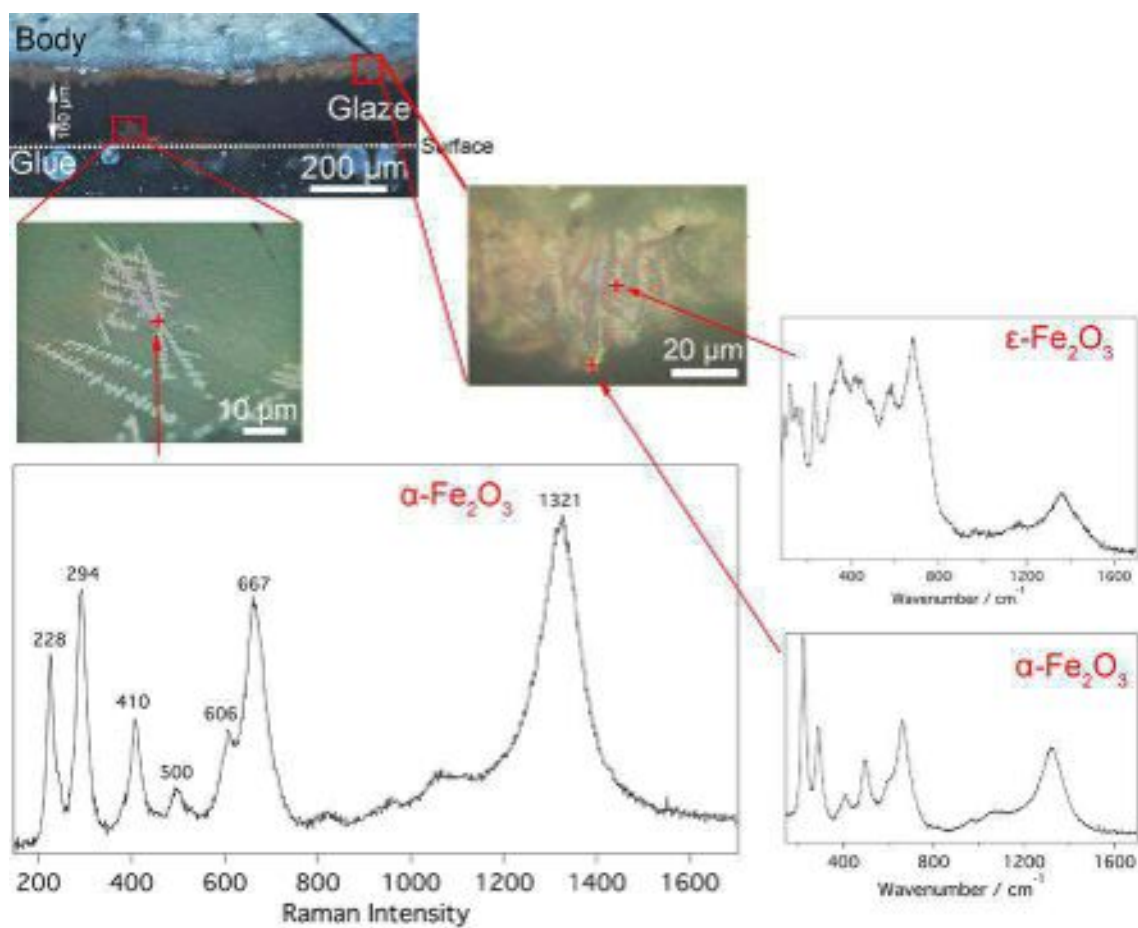 Body
160 µm
Glaze
Surface
Glue
200 µm
10 µm
20 µm
ε-Fe₂O₃
400 800 1200 1600
Wavenumber / cm⁻¹
α-Fe₂O₃
1321
294
667
228
410
606
500
200 400 600 800 1000 1200 1400 1600
Raman Intensity
α-Fe₂O₃
400 800 1200 1600
Wavenumber / cm⁻¹